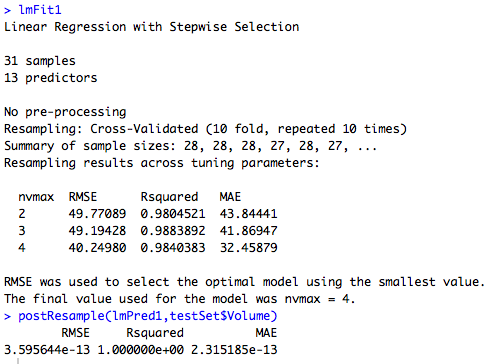 > lmFit1
Linear Regression with Stepwise Selection
31 samples
13 predictors
No pre-processing
Resampling: Cross-Validated (10 fold, repeated 10 times)
Summary of sample sizes: 28, 28, 28, 27, 28, 27, ...
Resampling results across tuning parameters:
nvmax RMSE Rsquared MAE
2 49.77089 0.9804521 43.84441
3 49.19428 0.9883892 41.86947
4 40.24980 0.9840383 32.45879
RMSE was used to select the optimal model using the smallest value.
The final value used for the model was nvmax = 4.
> postResample(lmPred1,testSet$Volume)
RMSE Rsquared MAE
3.595644e-13 1.000000e+00 2.315185e-13